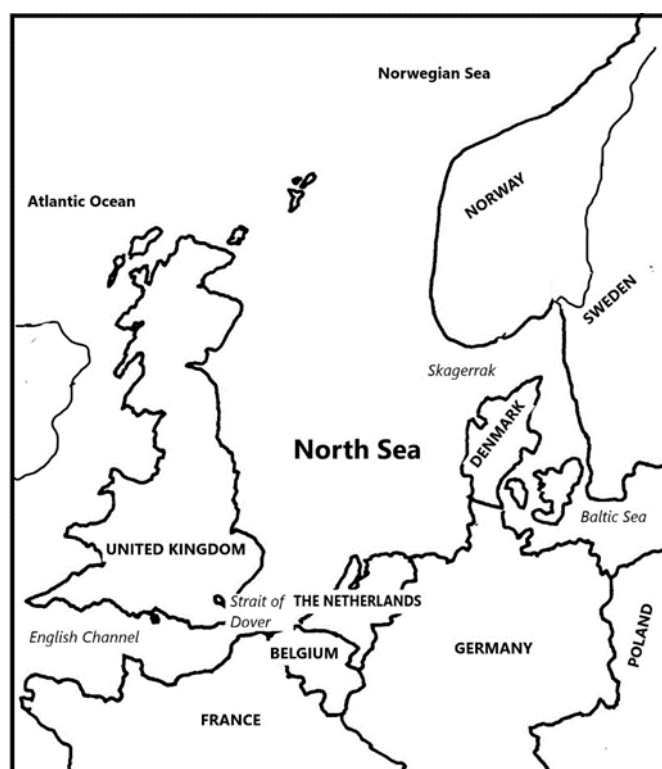 Norwegian Sea
Atlantic Ocean
NORWAY
SWEDEN
Skagerrak
DENMARK
North Sea
Baltic Sea
UNITED KINGDOM
Strait of
Dover
THE NETHERLANDS
English Channel
BELGIUM
GERMANY
POLAND
FRANCE